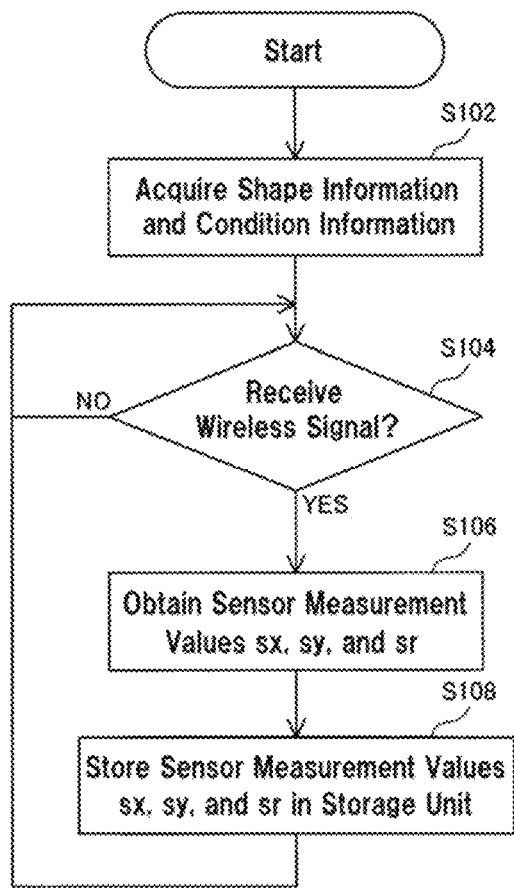 Start
S102
Acquire Shape Information
and Condition Information
S104
Receive
Wireless Signal?
NO
YES
S106
Obtain Sensor Measurement
Values sx, sy, and sr
S108
Store Sensor Measurement Values
sx, sy, and sr in Storage Unit